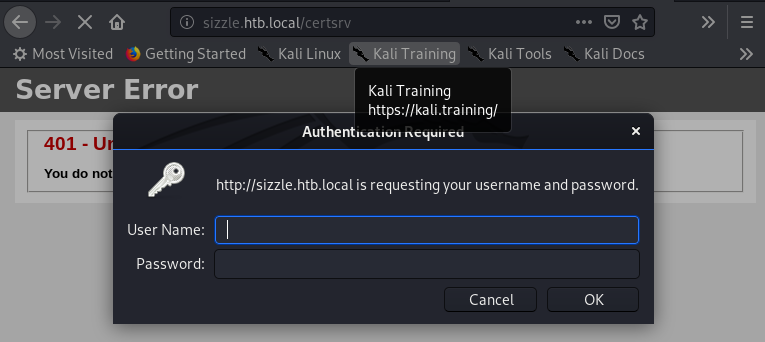 sizzle.htb.local/certsrv
Most Visited Getting Started Kali Linux Kali Training Kali Tools Kali Docs
Server Error
Kali Training
https://kali.training/
Authentication Required
401 - Un
You do not
http://sizzle.htb.local is requesting your username and password.
User Name:
Password:
Cancel OK